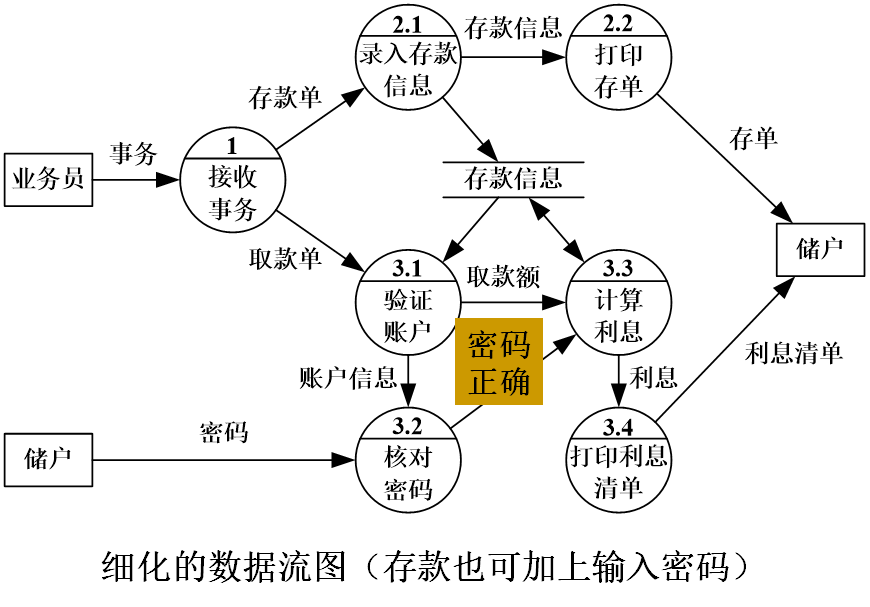 2.1
录入存款
信息
存款信息
2.2
打印
存单
存款单
1
接收
事务
业务员
事务
存单
存款信息
储户
取款单
3.1
验证
账户
取款额
3.3
计算
利息
密码
正确
账户信息
利息
利息清单
储户
密码
3.2
核对
密码
3.4
打印利息
清单
细化的数据流图（存款也可加上输入密码）